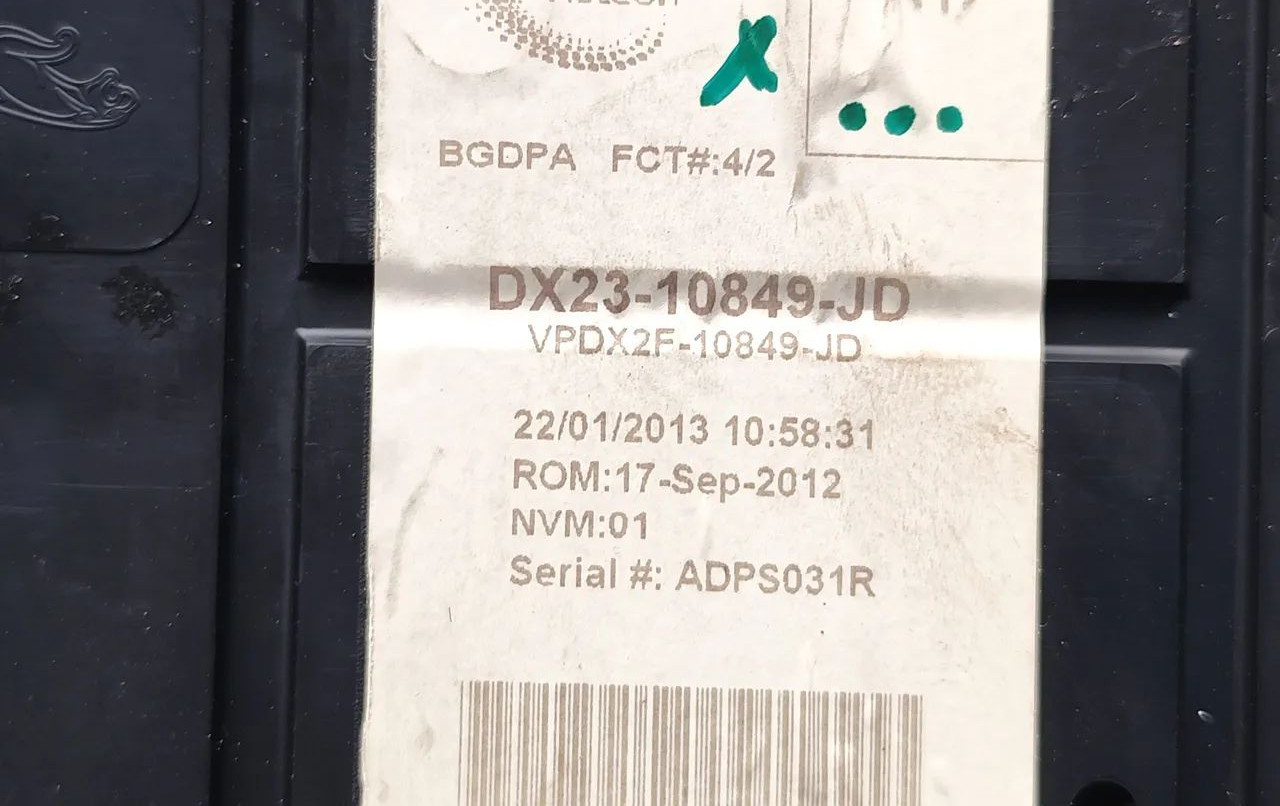 BGDPA FCT#:4/2
DX23-10849-JD
VPDX2F-10849-JD
22/01/2013 10:58:31
ROM:17-Sep-2012
NVM:01
Serial #: ADPS031R